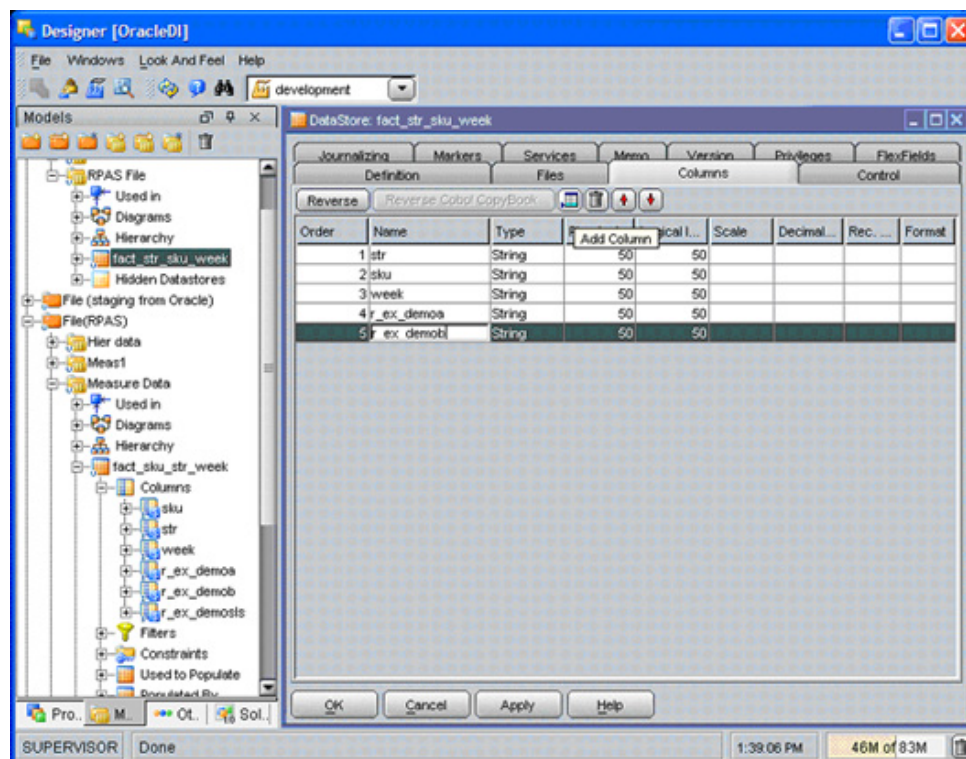 Designer [OracleDI]
File Windows Look And Feel Help
development
Models
RPAS File
Used in
Diagrams
Hierarchy
fact_str_sku_week
Hidden Datastores
File (staging from Oracle)
File(RPAS)
Hier data
Meas1
Measure Data
Used in
Diagrams
Hierarchy
fact_sku_str_week
Columns
sku
str
week
r_ex_demoa
r_ex_demob
r_ex_demosls
Filters
Constraints
Used to Populate
Populated By
Pro.. M.. Ot.. Sol..
DataStore: fact_str_sku_week
Journalizing Markers Services Memo Version Privileges FlexFields
Definition Files Columns Control
Reverse Reverse Cobol CopyBook
Order Name Type ical l... Scale Decimal... Rec. ... Format
Add Column
1 str String 50 50
2 sku String 50 50
3 week String 50 50
4 r_ex_demoa String 50 50
5 r_ex_demob String 50 50
OK Cancel Apply Help
SUPERVISOR Done 1:39:06 PM 46M of 83M